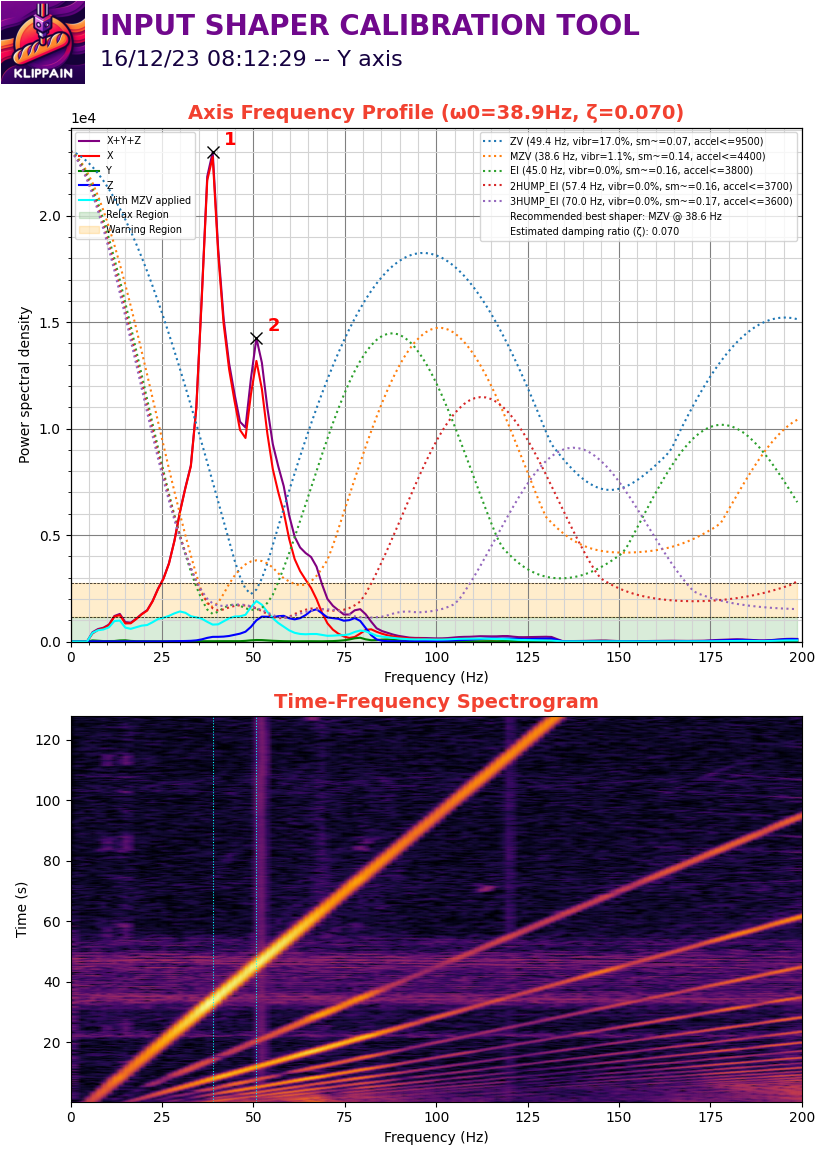 KLIPPAIN
INPUT SHAPER CALIBRATION TOOL
16/12/23 08:12:29 -- Y axis
Axis Frequency Profile (ω0=38.9Hz, ζ=0.070)
1e4
X+Y+Z
X
Y
Z
With MZV applied
Relax Region
Warning Region
1
2
ZV (49.4 Hz, vibr=17.0%, sm~=0.07, accel<=9500)
MZV (38.6 Hz, vibr=1.1%, sm~=0.14, accel<=4400)
EI (45.0 Hz, vibr=0.0%, sm~=0.16, accel<=3800)
2HUMP_EI (57.4 Hz, vibr=0.0%, sm~=0.16, accel<=3700)
3HUMP_EI (70.0 Hz, vibr=0.0%, sm~=0.17, accel<=3600)
Recommended best shaper: MZV @ 38.6 Hz
Estimated damping ratio (ζ): 0.070
Power spectral density
2.0
1.5
1.0
0.5
0.0
0 25 50 75 100 125 150 175 200
Frequency (Hz)
Time-Frequency Spectrogram
Time (s)
120
100
80
60
40
20
0 25 50 75 100 125 150 175 200
Frequency (Hz)